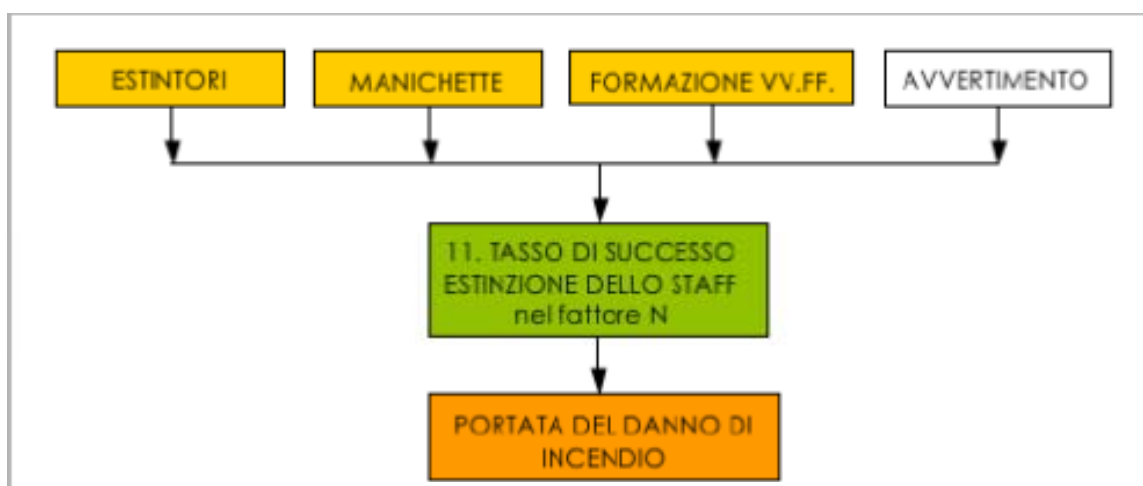 ESTINTORI
MANICHETTE
FORMAZIONE VV.FF.
AVVERTIMENTO
11. TASSO DI SUCCESSO
ESTINZIONE DELLO STAFF
nel fattore N
PORTATA DEL DANNO DI
INCENDIO